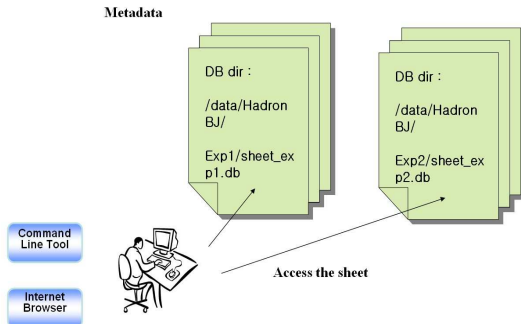 Metadata
DB dir :
/data/Hadron
BJ/
Exp1/sheet_ex
p1.db
DB dir :
/data/Hadron
BJ/
Exp2/sheet_ex
p2.db
Command
Line Tool
Access the sheet
Internet
Browser